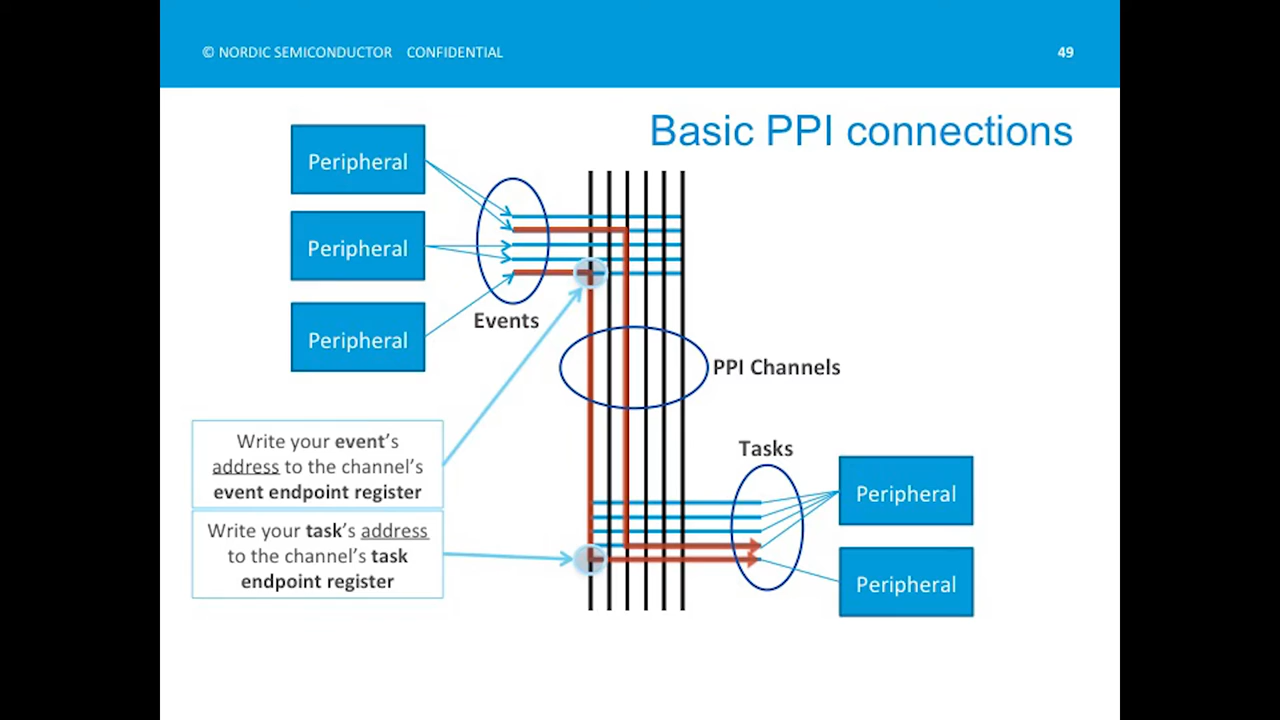 © NORDIC SEMICONDUCTOR CONFIDENTIAL
49
Basic PPI connections
Peripheral
Peripheral
Peripheral
Events
PPI Channels
Write your event's
address to the channel's
event endpoint register
Write your task's address
to the channel's task
endpoint register
Tasks
Peripheral
Peripheral